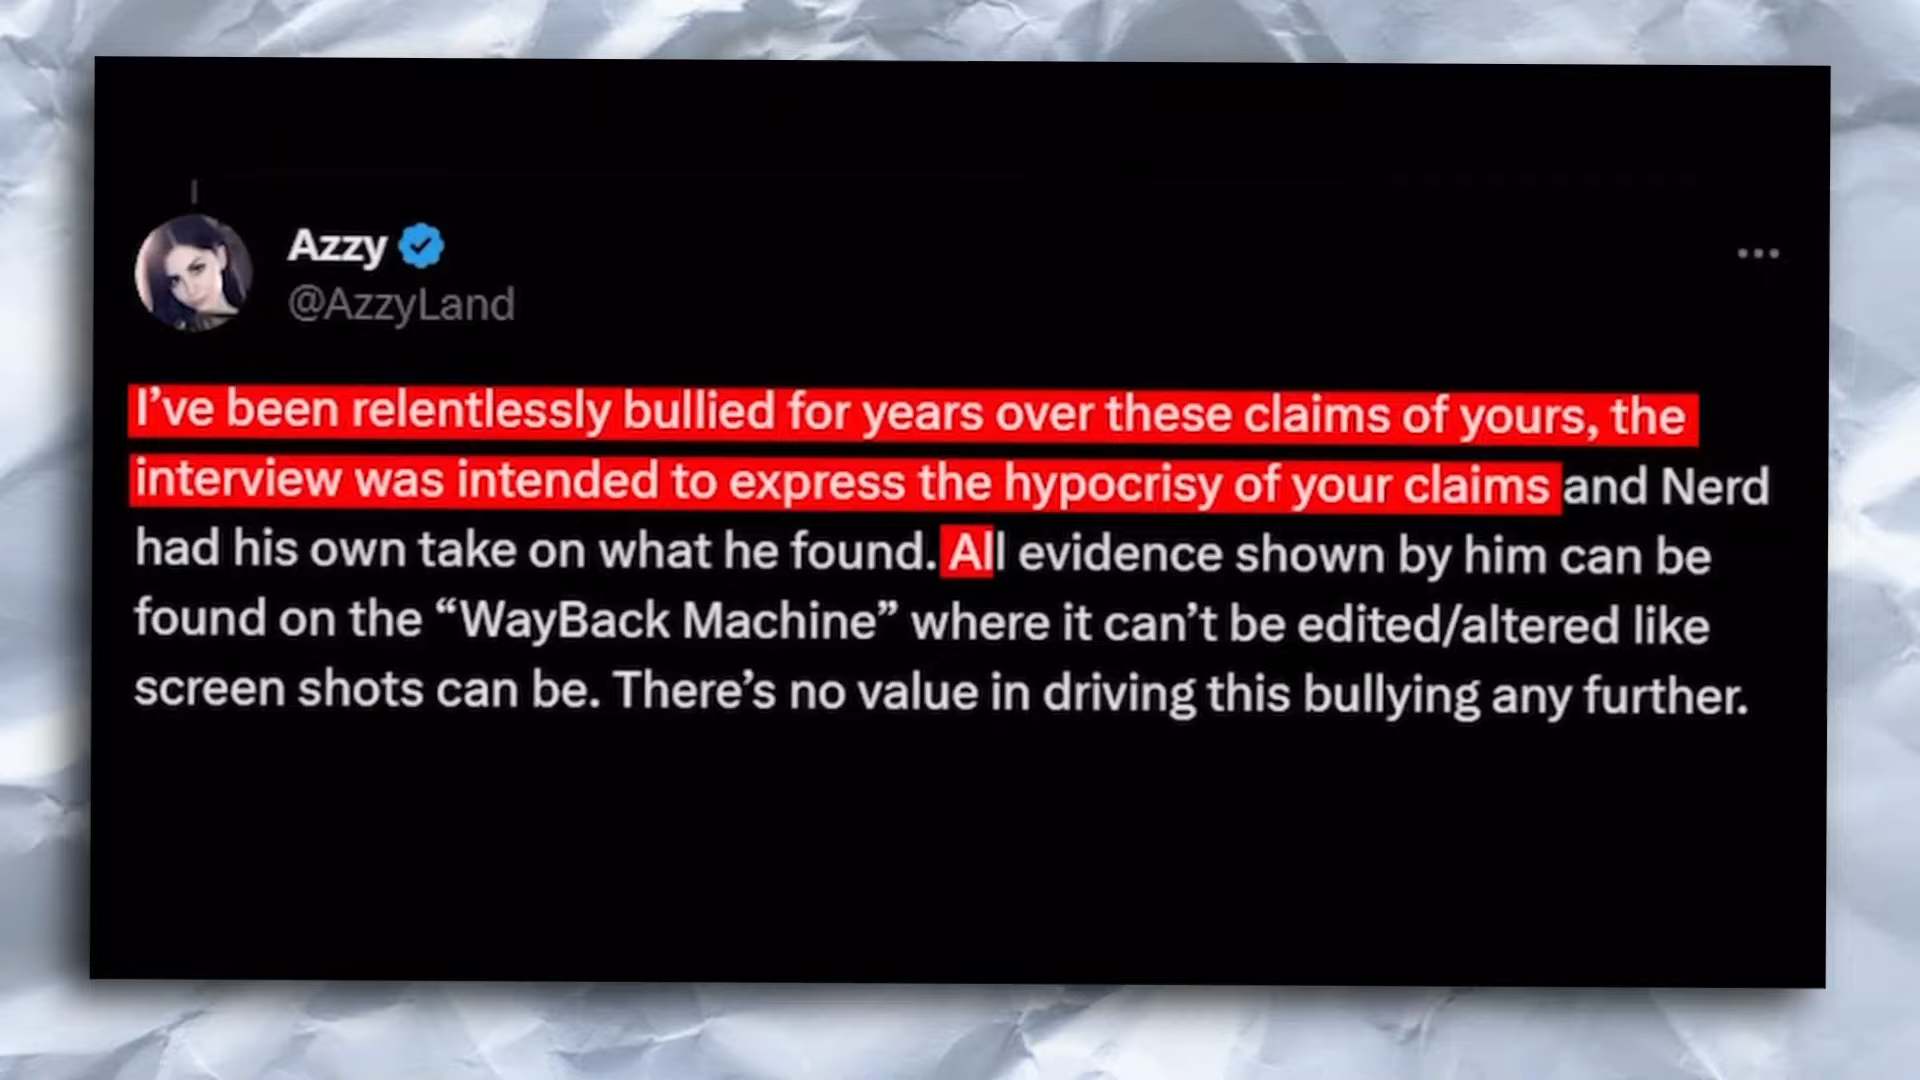 Azzy
@AzzyLand
I’ve been relentlessly bullied for years over these claims of yours, the
interview was intended to express the hypocrisy of your claims and Nerd
had his own take on what he found. All evidence shown by him can be
found on the “WayBack Machine” where it can’t be edited/altered like
screen shots can be. There’s no value in driving this bullying any further.